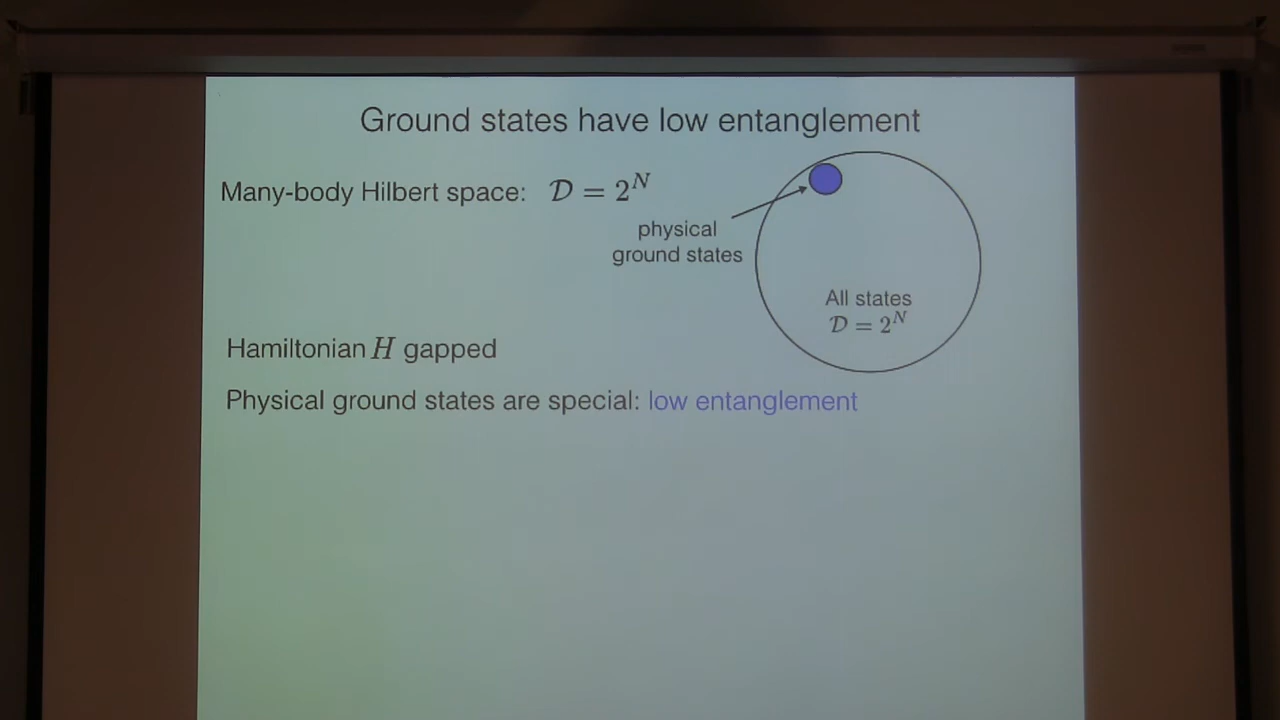 Ground states have low entanglement
Many-body Hilbert space: 𝒟 = 2^N
physical
ground states
All states
𝒟 = 2^N
Hamiltonian H gapped
Physical ground states are special: low entanglement